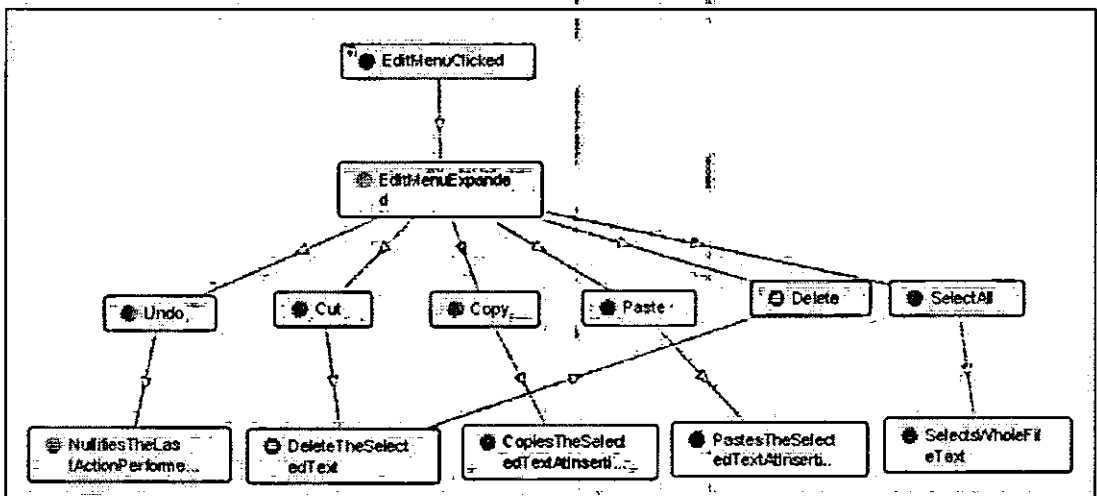 EditMenuClicked
EditMenuExpande
d
Undo
Cut
Copy
Paste
Delete
SelectAll
NullifiesTheLas
tActionPerforme...
DeleteTheSelect
edText
CopiesTheSelect
edTextAtInserti...
PastesTheSelect
edTextAtInserti...
SelectsWholeFil
eText